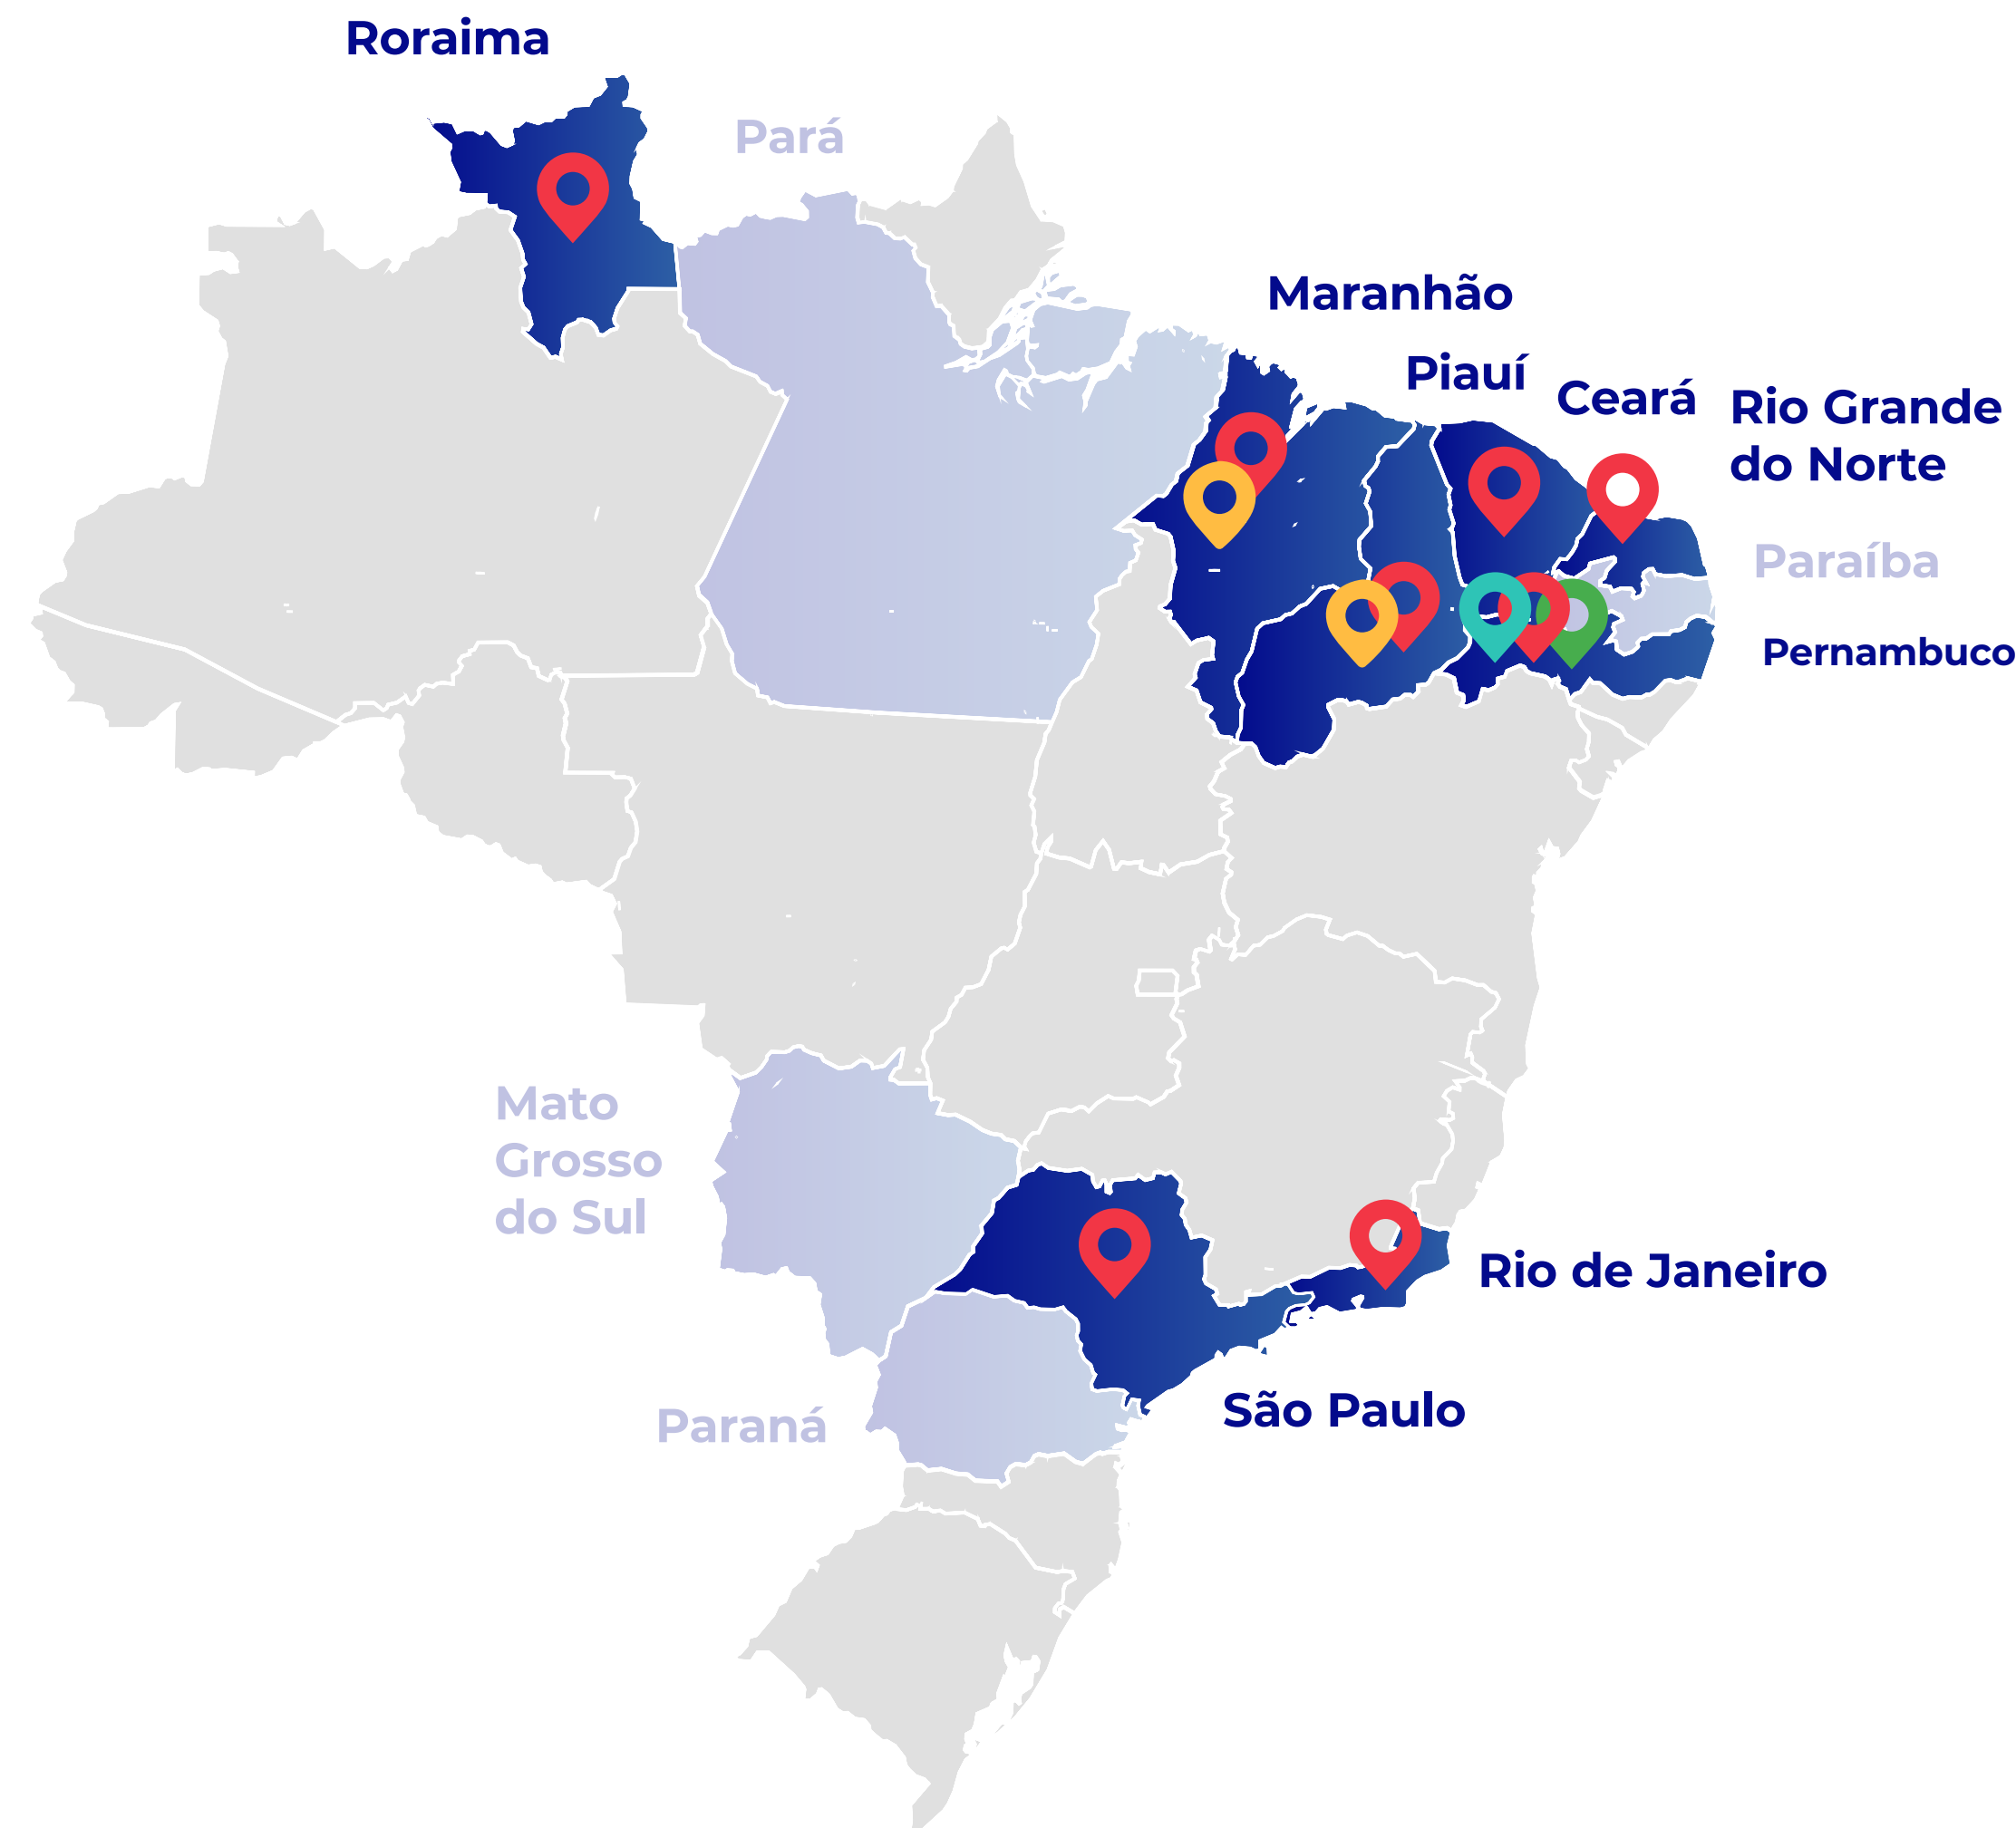 Roraima
Pará
Maranhão
Piauí
Ceará
Rio Grande
do Norte
Paraíba
Pernambuco
Mato
Grosso
do Sul
Rio de Janeiro
São Paulo
Paraná